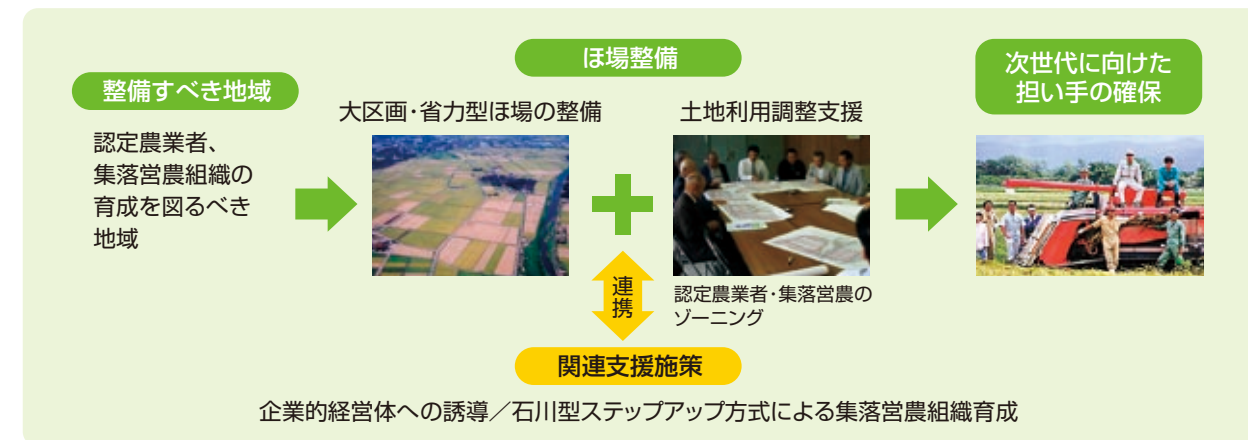 整備すべき地域
認定農業者、
集落営農組織の
育成を図るべき
地域
ほ場整備
大区画・省力型ほ場の整備
土地利用調整支援
認定農業者・集落営農の
ゾーニング
連携
関連支援施策
企業的経営体への誘導／石川型ステップアップ方式による集落営農組織育成
次世代に向けた
担い手の確保